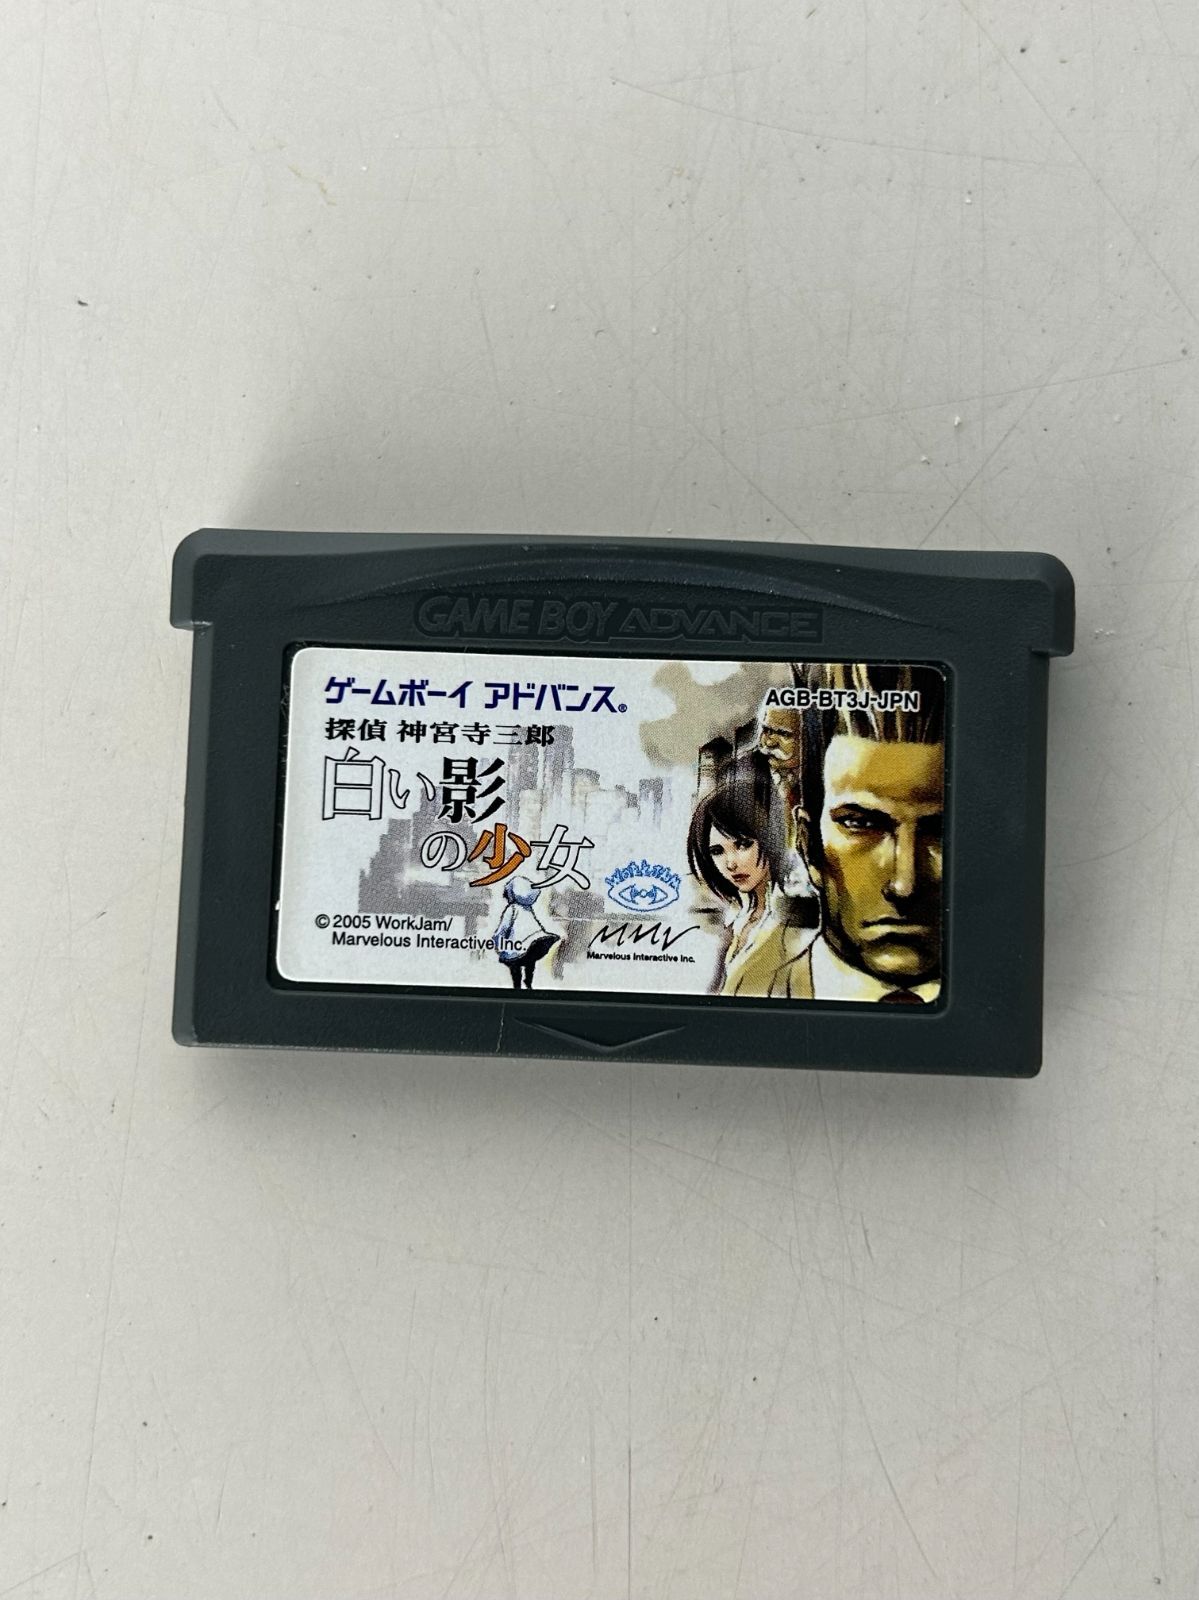 GAME BOY ADVANCE
ゲームボーイ アドバンス®
AGB-BT3J-JPN
探偵 神宮寺三郎
白い影
の少女
WorkJam
© 2005 WorkJam/
Marvelous Interactive Inc.
MMV
Marvelous Interactive Inc.